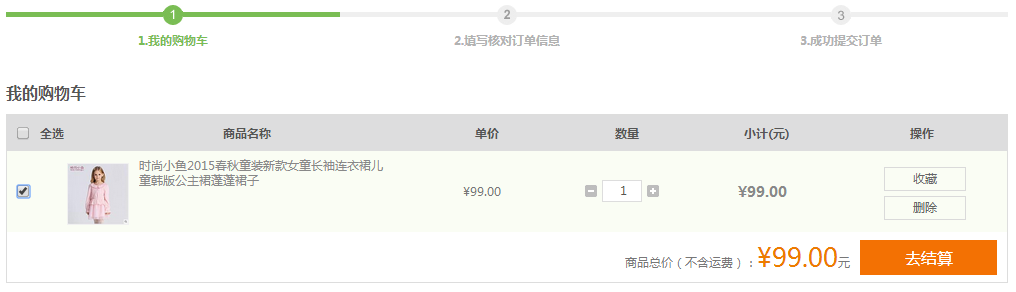 1 2 3
1.我的购物车 2.填写核对订单信息 3.成功提交订单
我的购物车
全选 商品名称 单价 数量 小计(元) 操作
时尚小鱼2015春秋童装新款女童长袖连衣裙儿
童韩版公主裙蓬蓬裙子
¥99.00 1 ¥99.00
收藏
删除
商品总价（不含运费）：¥99.00元 去结算